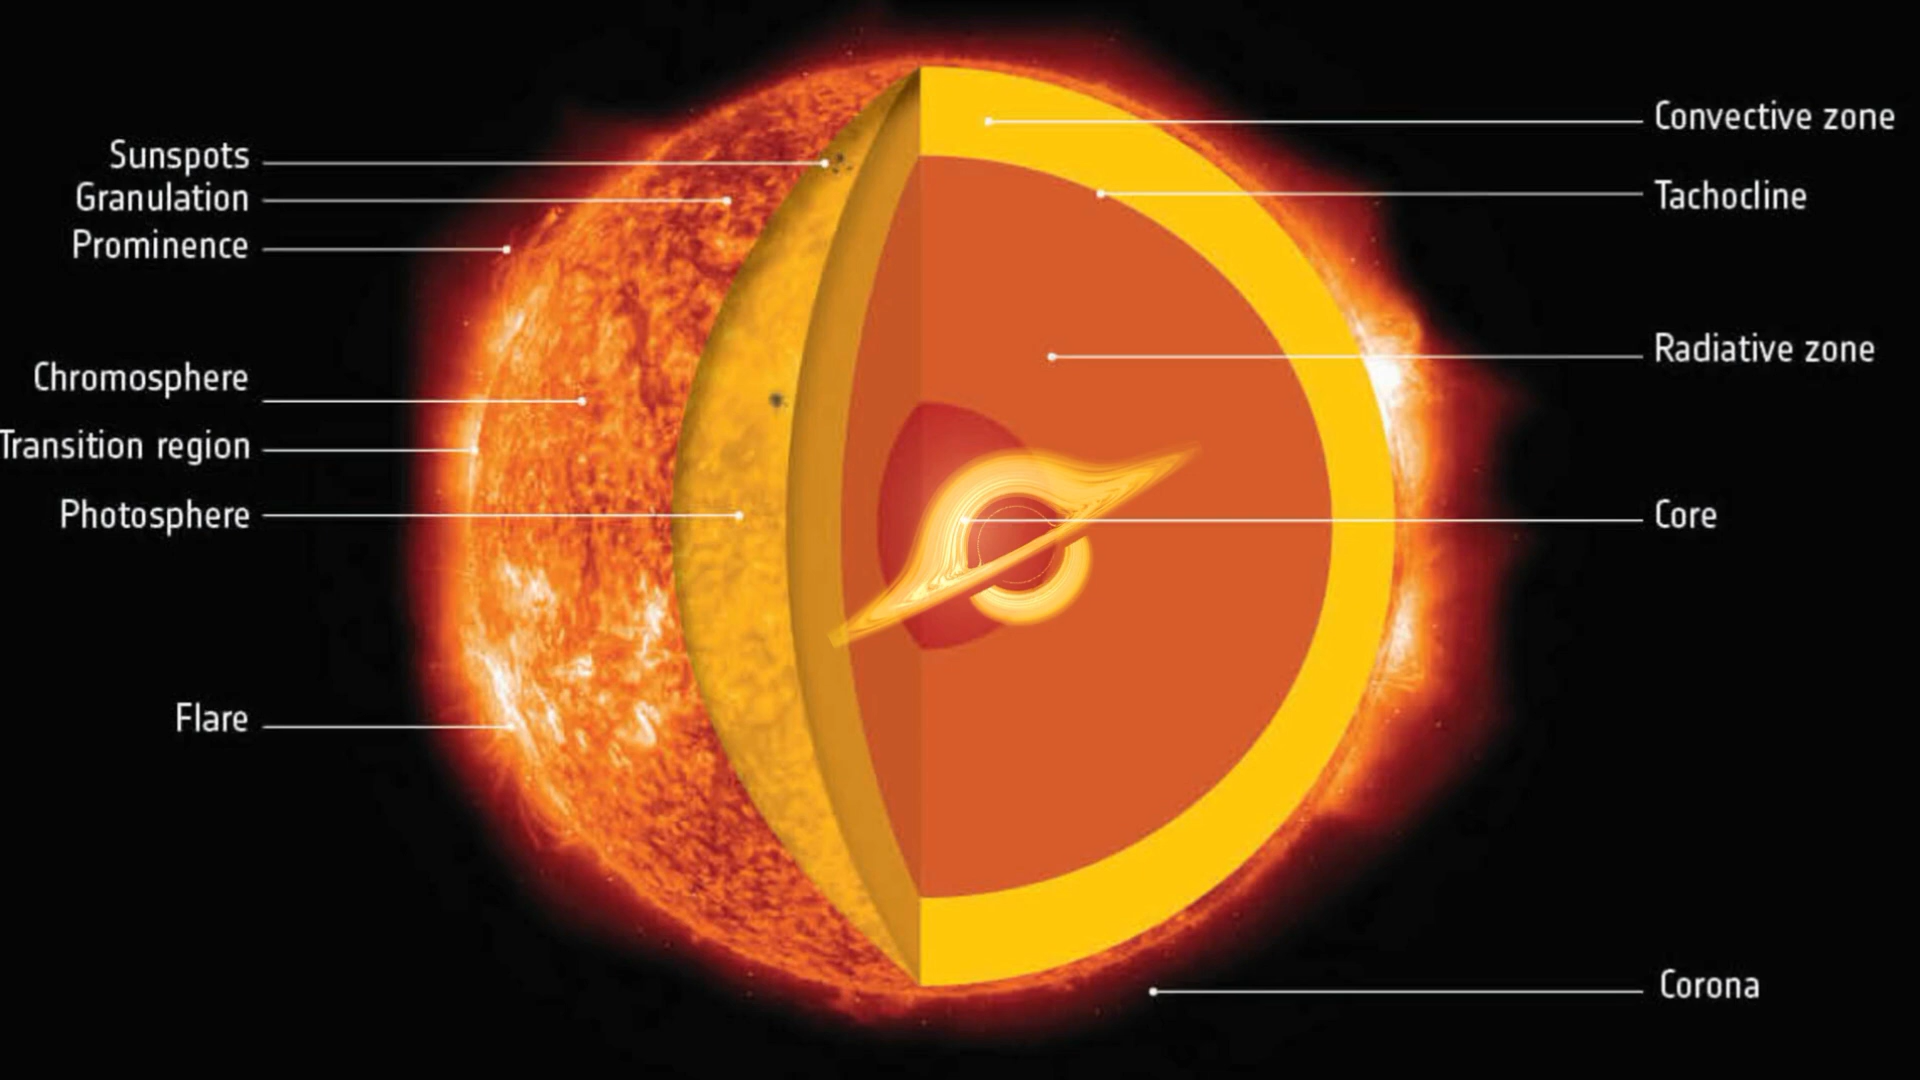 Sunspots
Granulation
Prominence
Chromosphere
Transition region
Photosphere
Flare
Convective zone
Tachocline
Radiative zone
Core
Corona